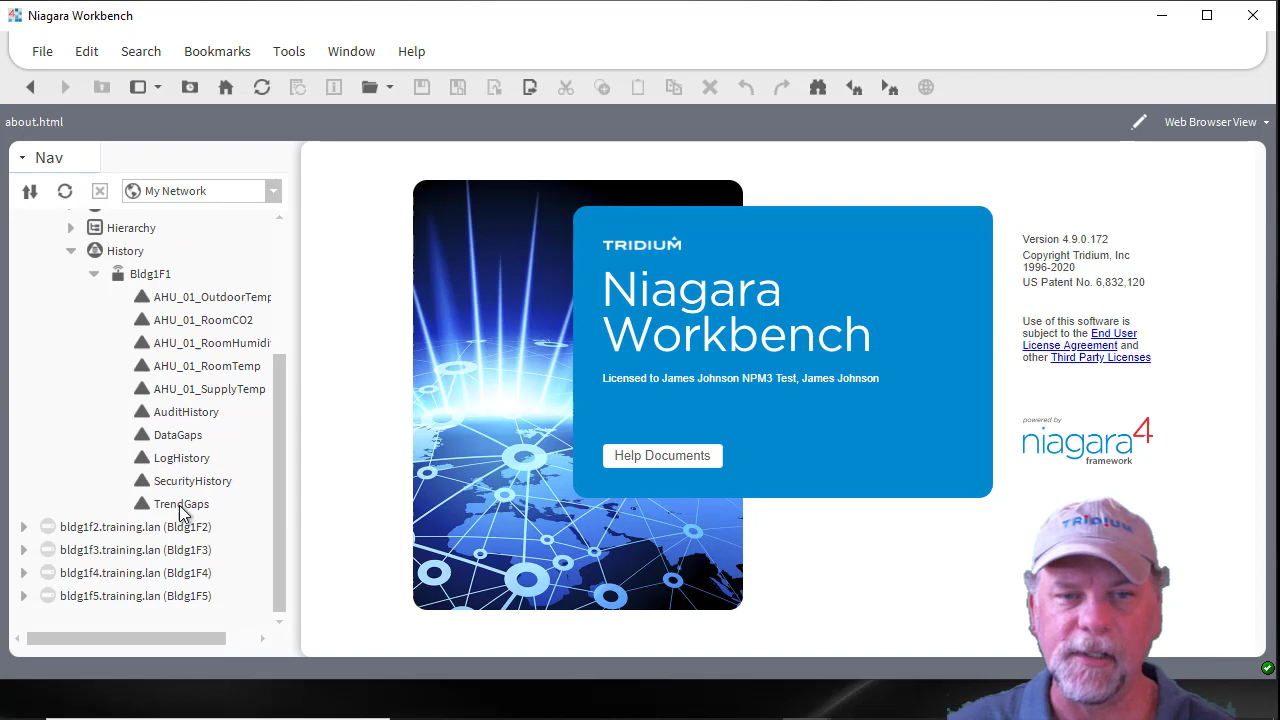 Niagara Workbench
File Edit Search Bookmarks Tools Window Help
about.html
Web Browser View
Nav
My Network
Hierarchy
History
Bldg1F1
AHU_01_OutdoorTemp
AHU_01_RoomCO2
AHU_01_RoomHumidi
AHU_01_RoomTemp
AHU_01_SupplyTemp
AuditHistory
DataGaps
LogHistory
SecurityHistory
TrendGaps
bldg1f2.training.lan (Bldg1F2)
bldg1f3.training.lan (Bldg1F3)
bldg1f4.training.lan (Bldg1F4)
bldg1f5.training.lan (Bldg1F5)
TRIDIUM
Niagara
Workbench
Licensed to James Johnson NPM3 Test, James Johnson
Help Documents
Version 4.9.0.172
Copyright Tridium, Inc
1996-2020
US Patent No. 6,832,120
Use of this software is
subject to the End User
License Agreement and
other Third Party Licenses
powered by
niagara4
framework
TRIDIUM